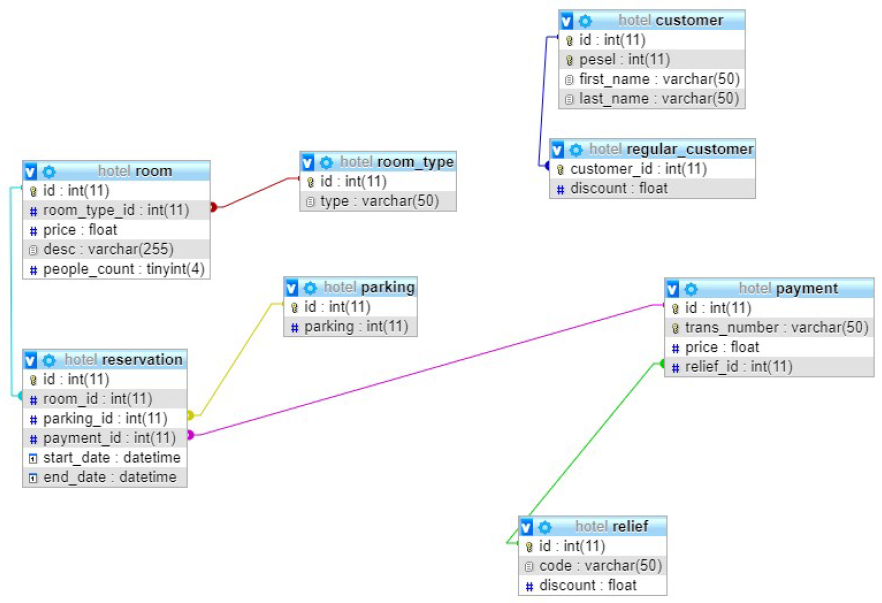 hotel customer
id : int(11)
pesel : int(11)
first_name : varchar(50)
last_name : varchar(50)
hotel regular_customer
customer_id : int(11)
discount : float
hotel room
id : int(11)
room_type_id : int(11)
price : float
desc : varchar(255)
people_count : tinyint(4)
hotel room_type
id : int(11)
type : varchar(50)
hotel parking
id : int(11)
parking : int(11)
hotel payment
id : int(11)
trans_number : varchar(50)
price : float
relief_id : int(11)
hotel reservation
id : int(11)
room_id : int(11)
parking_id : int(11)
payment_id : int(11)
start_date : datetime
end_date : datetime
hotel relief
id : int(11)
code : varchar(50)
discount : float